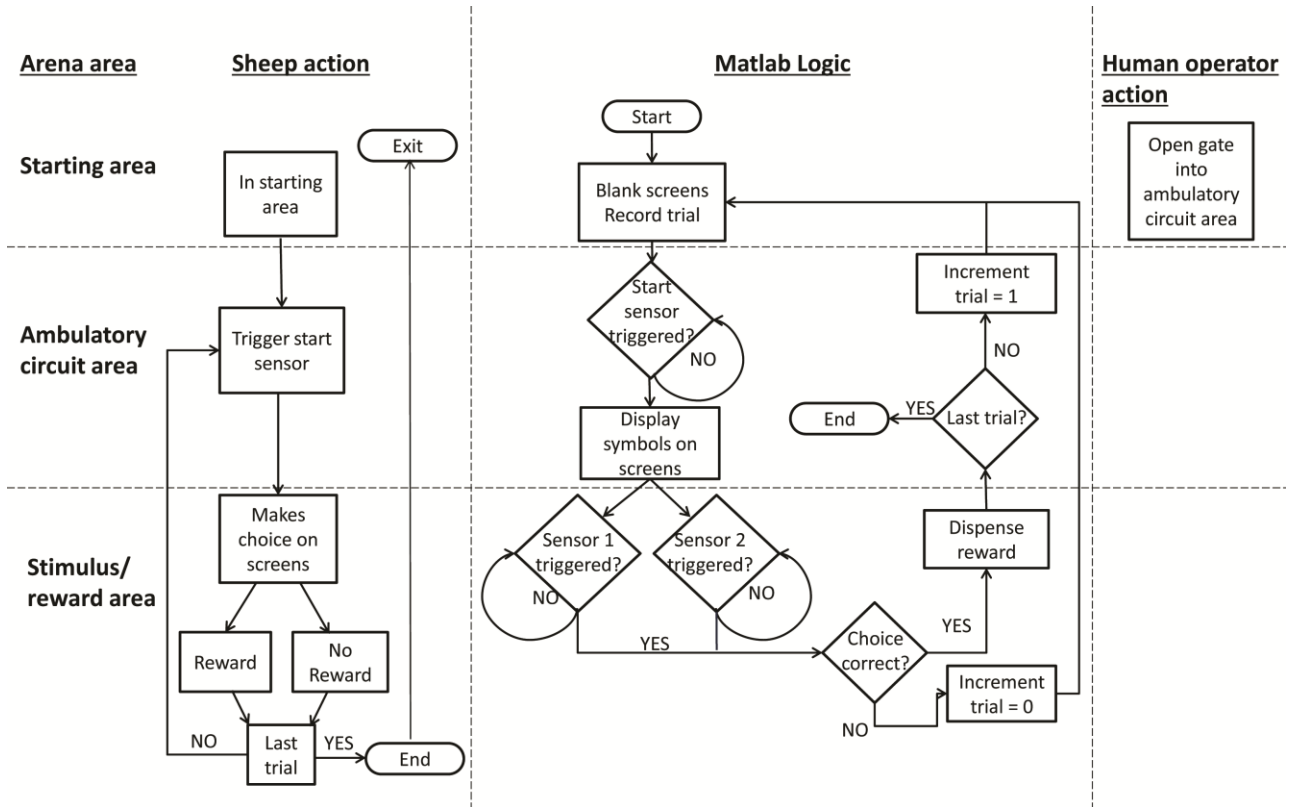 Arena area
Sheep action
Matlab Logic
Human operator
action
Starting area
In starting
area
Exit
Start
Blank screens
Record trial
Open gate
into
ambulatory
circuit area
Ambulatory
circuit area
Trigger start
sensor
Start
sensor
triggered?
NO
Display
symbols on
screens
Increment
trial = 1
NO
Last trial?
YES
End
Stimulus/
reward area
Makes
choice on
screens
Reward
No
Reward
Last
trial
NO
YES
End
Sensor 1
triggered?
NO
Sensor 2
triggered?
NO
YES
Choice
correct?
YES
Dispense
reward
NO
Increment
trial = 0